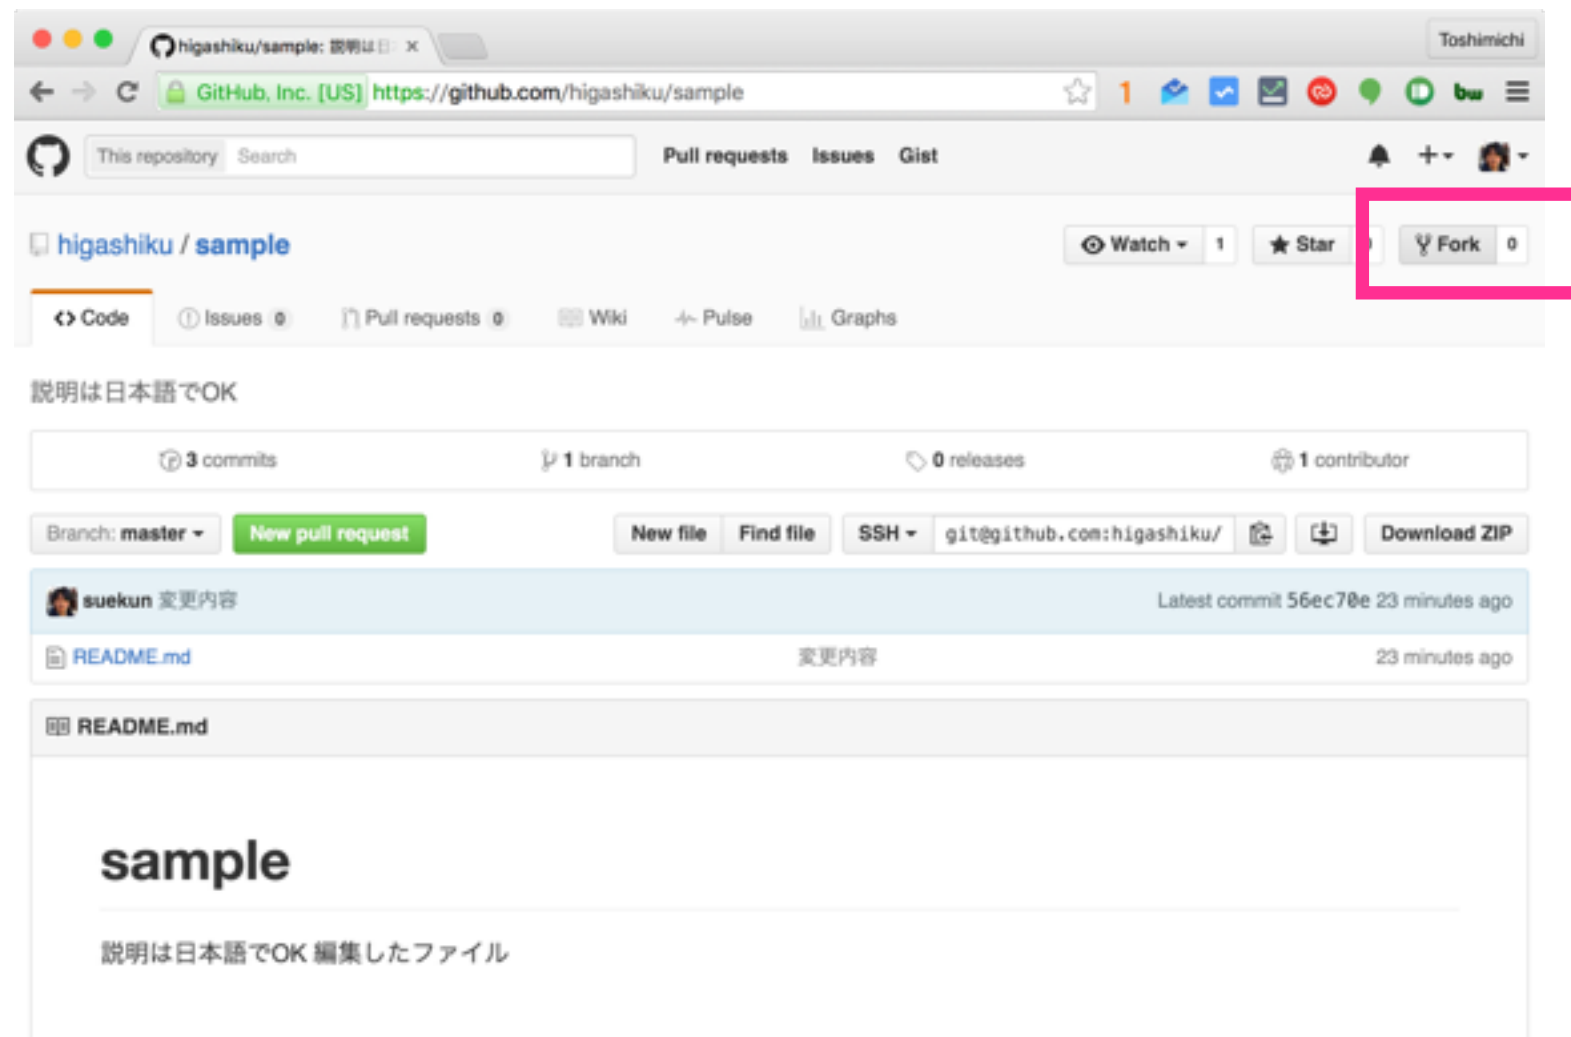 higashiku/sample: 説明は日 ×
Toshimichi
GitHub, Inc. [US] https://github.com/higashiku/sample
1
bw
This repository Search
Pull requests Issues Gist
higashiku / sample
Watch 1
Star
Fork 0
Code
Issues 0
Pull requests 0
Wiki
Pulse
Graphs
説明は日本語でOK
3 commits
1 branch
0 releases
1 contributor
Branch: master
New pull request
New file
Find file
SSH
git@github.com:higashiku/
Download ZIP
suekun 変更内容
Latest commit 56ec70e 23 minutes ago
README.md
変更内容
23 minutes ago
README.md
sample
説明は日本語でOK 編集したファイル